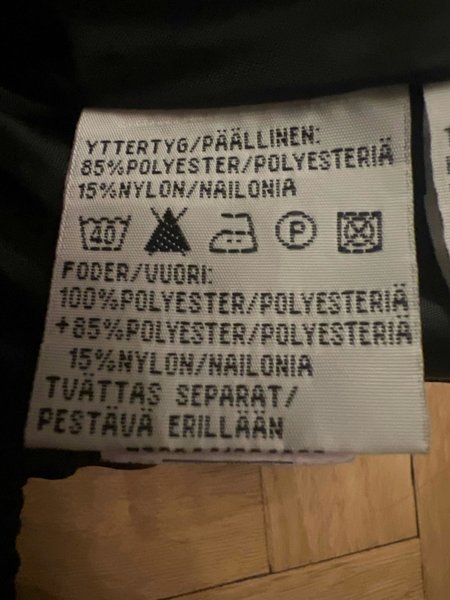 YTTERTYG/PÄÄLLINEN:
85%POLYESTER/POLYESTERIÄ
15%NYLON/NAILONIA
40 P
FODER/VUORI:
100%POLYESTER/POLYESTERIÄ
+85%POLYESTER/POLYESTERIÄ
15%NYLON/NAILONIA
TVÄTTAS SEPARAT/
PESTÄVÄ ERILLÄÄN